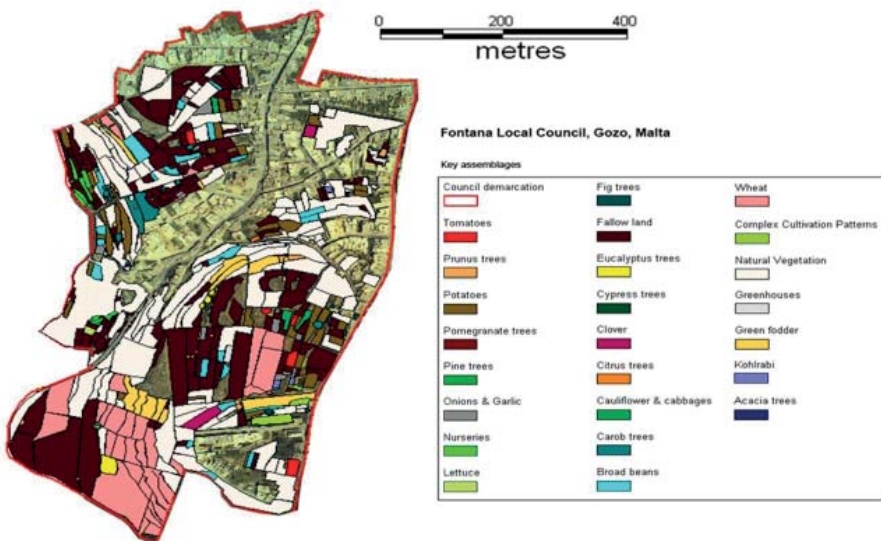 0 200 400
metres
Fontana Local Council, Gozo, Malta
Key assemblages
Council demarcation
Tomatoes
Prunus trees
Potatoes
Pomegranate trees
Pine trees
Onions & Garlic
Nurseries
Lettuce
Fig trees
Fallow land
Eucalyptus trees
Cypress trees
Clover
Citrus trees
Cauliflower & cabbages
Carob trees
Broad beans
Wheat
Complex Cultivation Patterns
Natural Vegetation
Greenhouses
Green fodder
Kohlrabi
Acacia trees